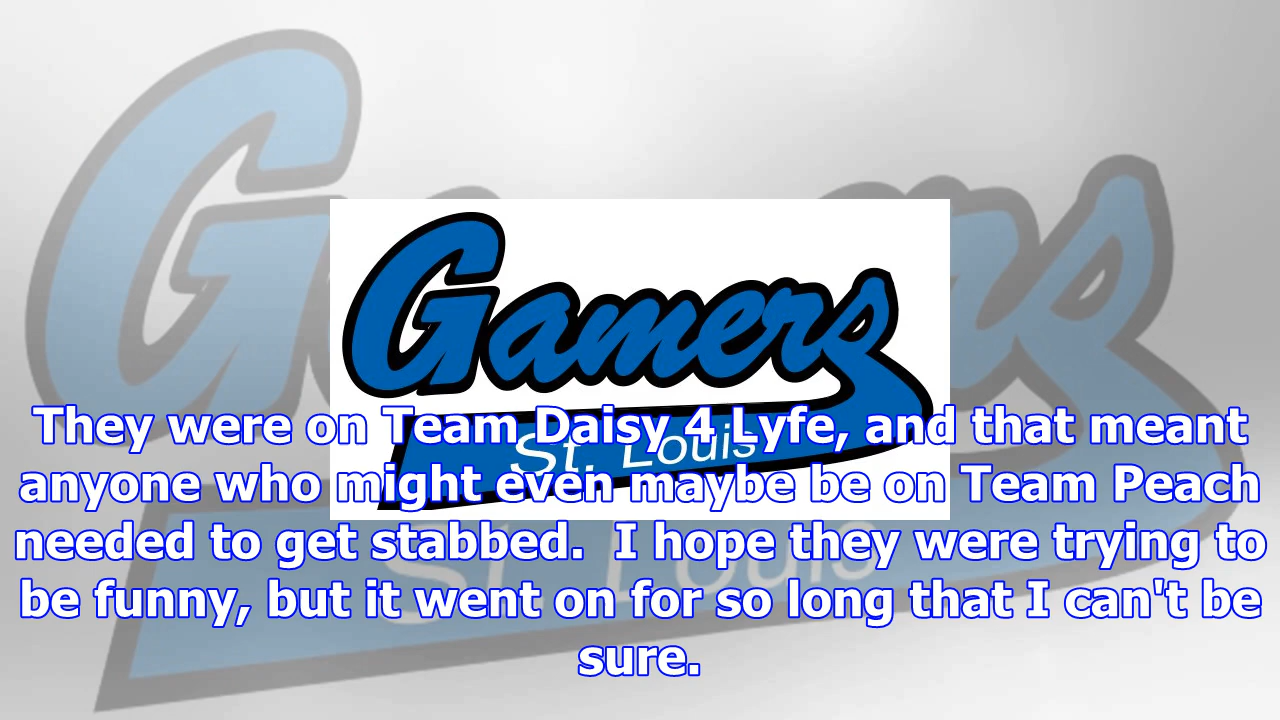 Gamers
St. Louis
They were on Team Daisy 4 Lyfe, and that meant
anyone who might even maybe be on Team Peach
needed to get stabbed.  I hope they were trying to
be funny, but it went on for so long that I can't be
sure.